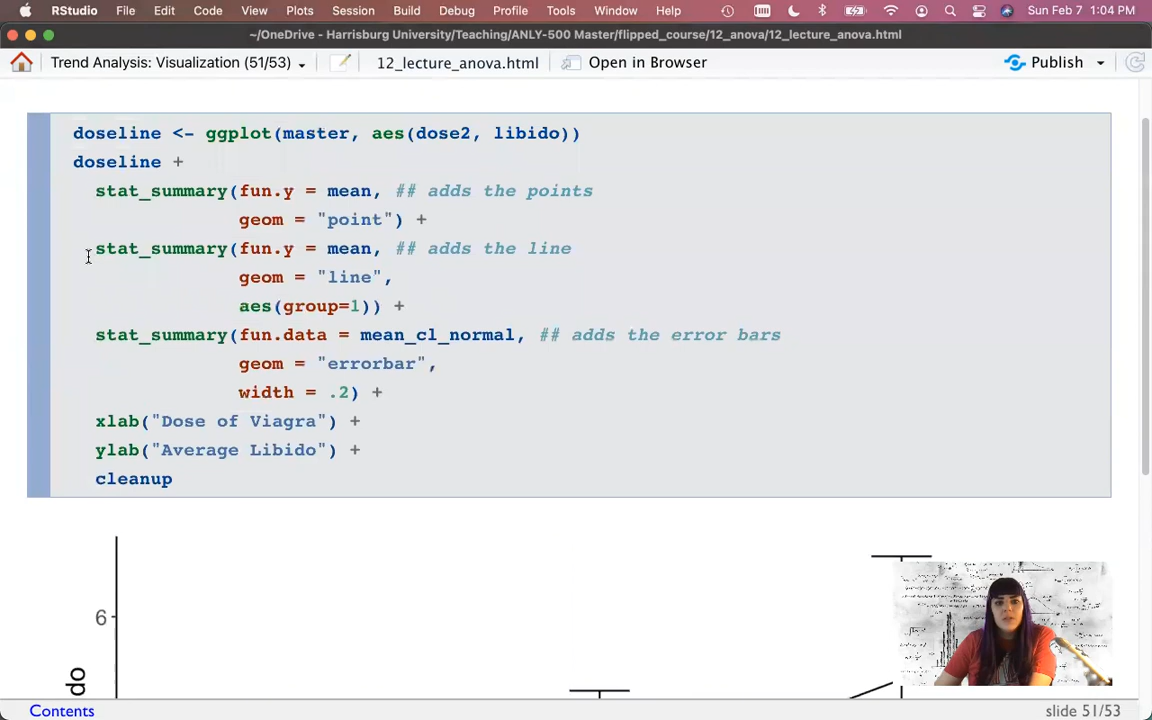 RStudio File Edit Code View Plots Session Build Debug Profile Tools Window Help Sun Feb 7 1:04 PM
~/OneDrive - Harrisburg University/Teaching/ANLY-500 Master/flipped_course/12_anova/12_lecture_anova.html
Trend Analysis: Visualization (51/53) 12_lecture_anova.html Open in Browser Publish
doseline <- ggplot(master, aes(dose2, libido))
doseline +
stat_summary(fun.y = mean, ## adds the points
geom = "point") +
stat_summary(fun.y = mean, ## adds the line
geom = "line",
aes(group=1)) +
stat_summary(fun.data = mean_cl_normal, ## adds the error bars
geom = "errorbar",
width = .2) +
xlab("Dose of Viagra") +
ylab("Average Libido") +
cleanup
6
do
Contents slide 51/53